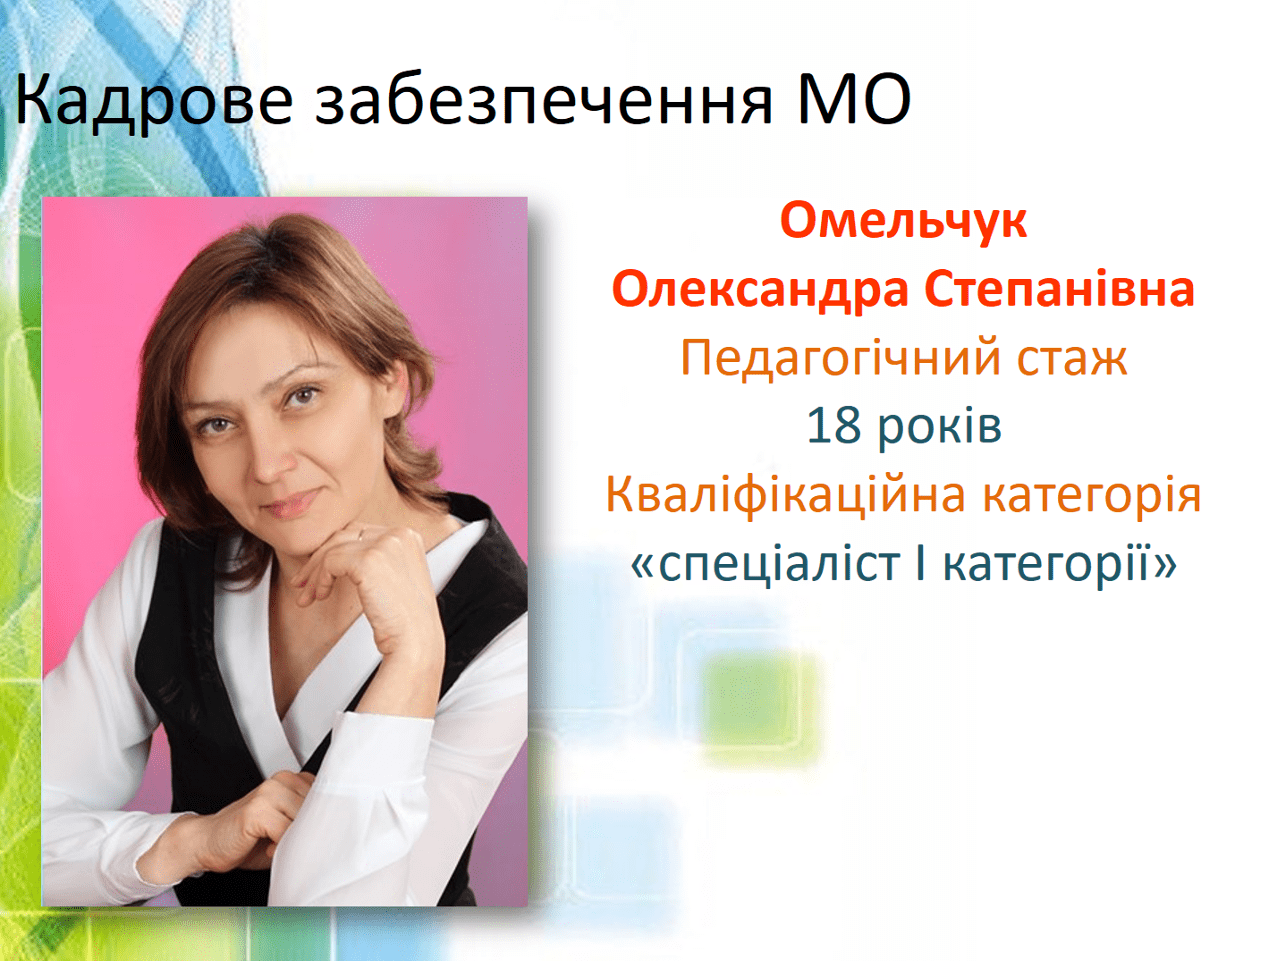 Кадрове забезпечення МО
Омельчук
Олександра Степанівна
Педагогічний стаж
18 років
Кваліфікаційна категорія
«спеціаліст І категорії»